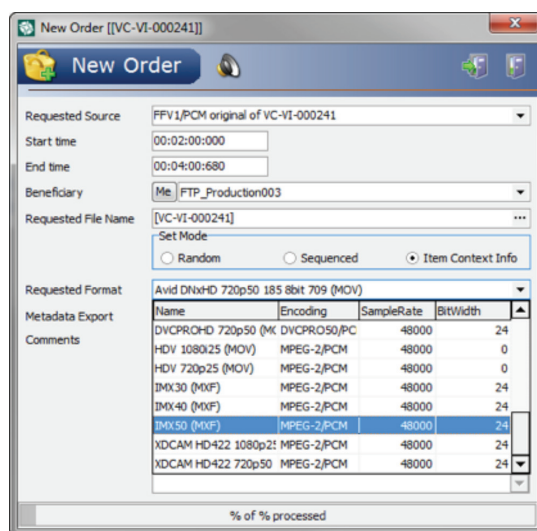 New Order [[VC-VI-000241]]
New Order
Requested Source FFV1/PCM original of VC-VI-000241
Start time 00:02:00:000
End time 00:04:00:680
Beneficiary Me FTP_Production003
Requested File Name [VC-VI-000241] ...
Set Mode
Random Sequenced Item Context Info
Requested Format Avid DNxHD 720p50 185 8bit 709 (MOV)
Metadata Export
Comments
Name Encoding SampleRate BitWidth
DVCPROHD 720p50 (MO DVCPRO50/PC 48000 24
HDV 1080i25 (MOV) MPEG-2/PCM 48000 0
HDV 720p25 (MOV) MPEG-2/PCM 48000 0
IMX30 (MXF) MPEG-2/PCM 48000 24
IMX40 (MXF) MPEG-2/PCM 48000 24
IMX50 (MXF) MPEG-2/PCM 48000 24
XDCAM HD422 1080p25 MPEG-2/PCM 48000 24
XDCAM HD422 720p50 MPEG-2/PCM 48000 24
% of % processed